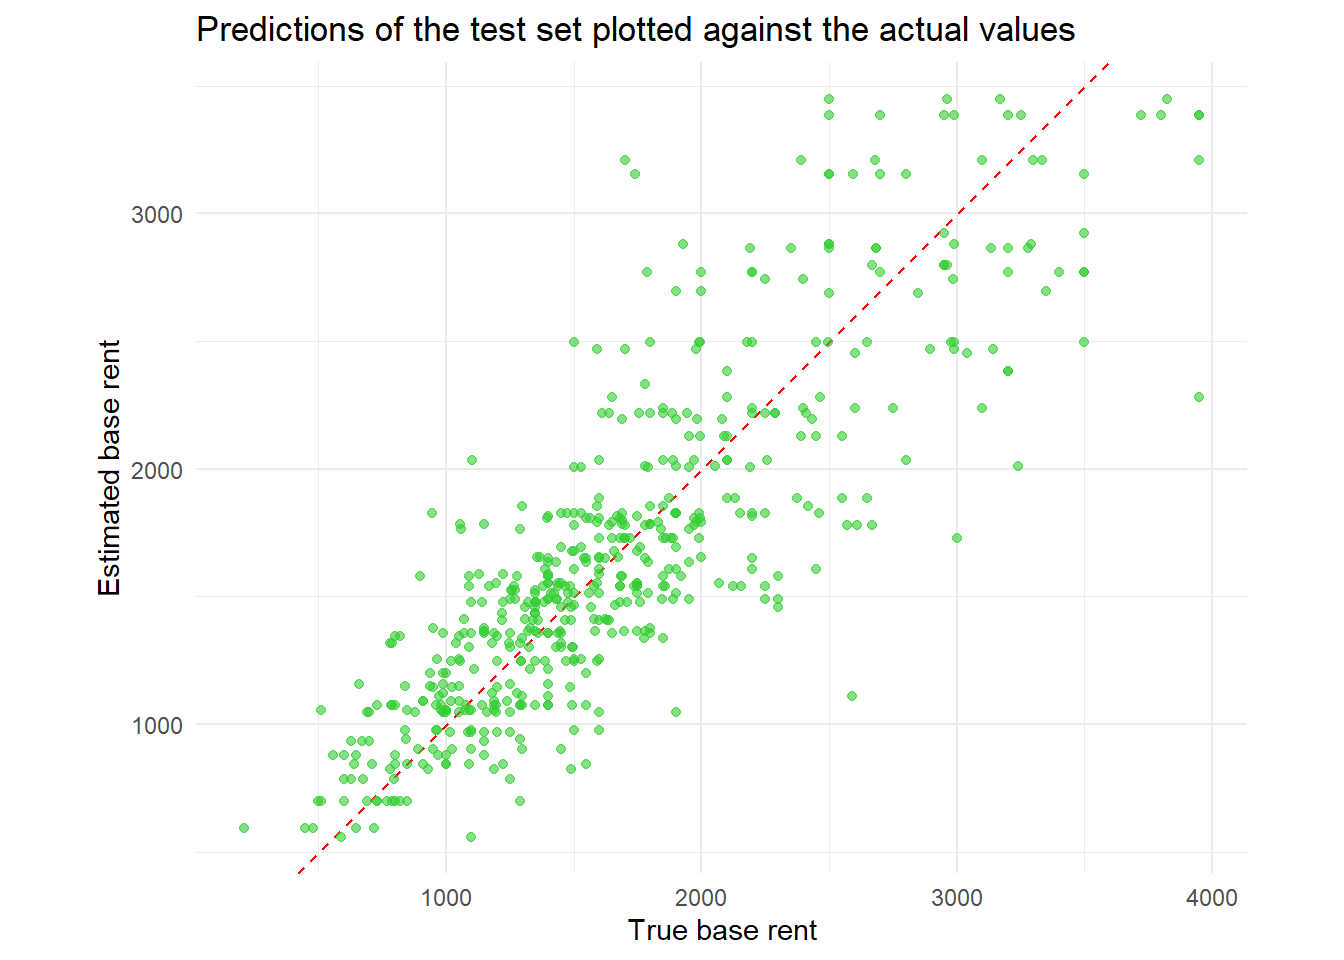 Predictions of the test set plotted against the actual values
3000
2000
1000
Estimated base rent
1000
2000
3000
4000
True base rent